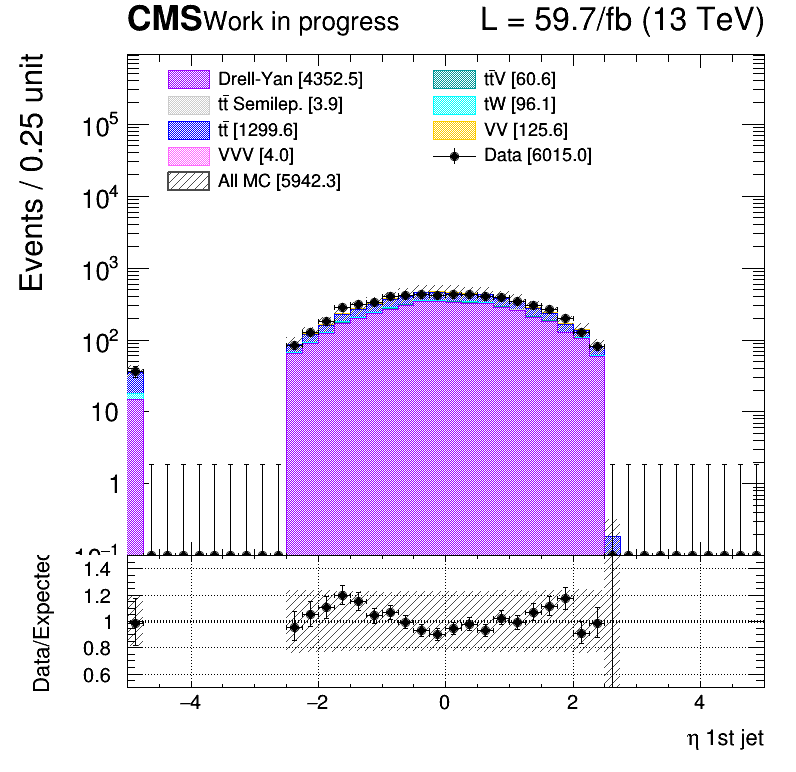 CMS Work in progress L = 59.7/fb (13 TeV)
Events / 0.25 unit
Drell-Yan [4352.5]
tt̄ Semilep. [3.9]
tt̄ [1299.6]
VVV [4.0]
All MC [5942.3]
tt̄V [60.6]
tW [96.1]
VV [125.6]
Data [6015.0]
10⁵
10⁴
10³
10²
10
1
10⁻¹
Data/Expected
1.4
1.2
1
0.8
0.6
−4 −2 0 2 4
η 1st jet